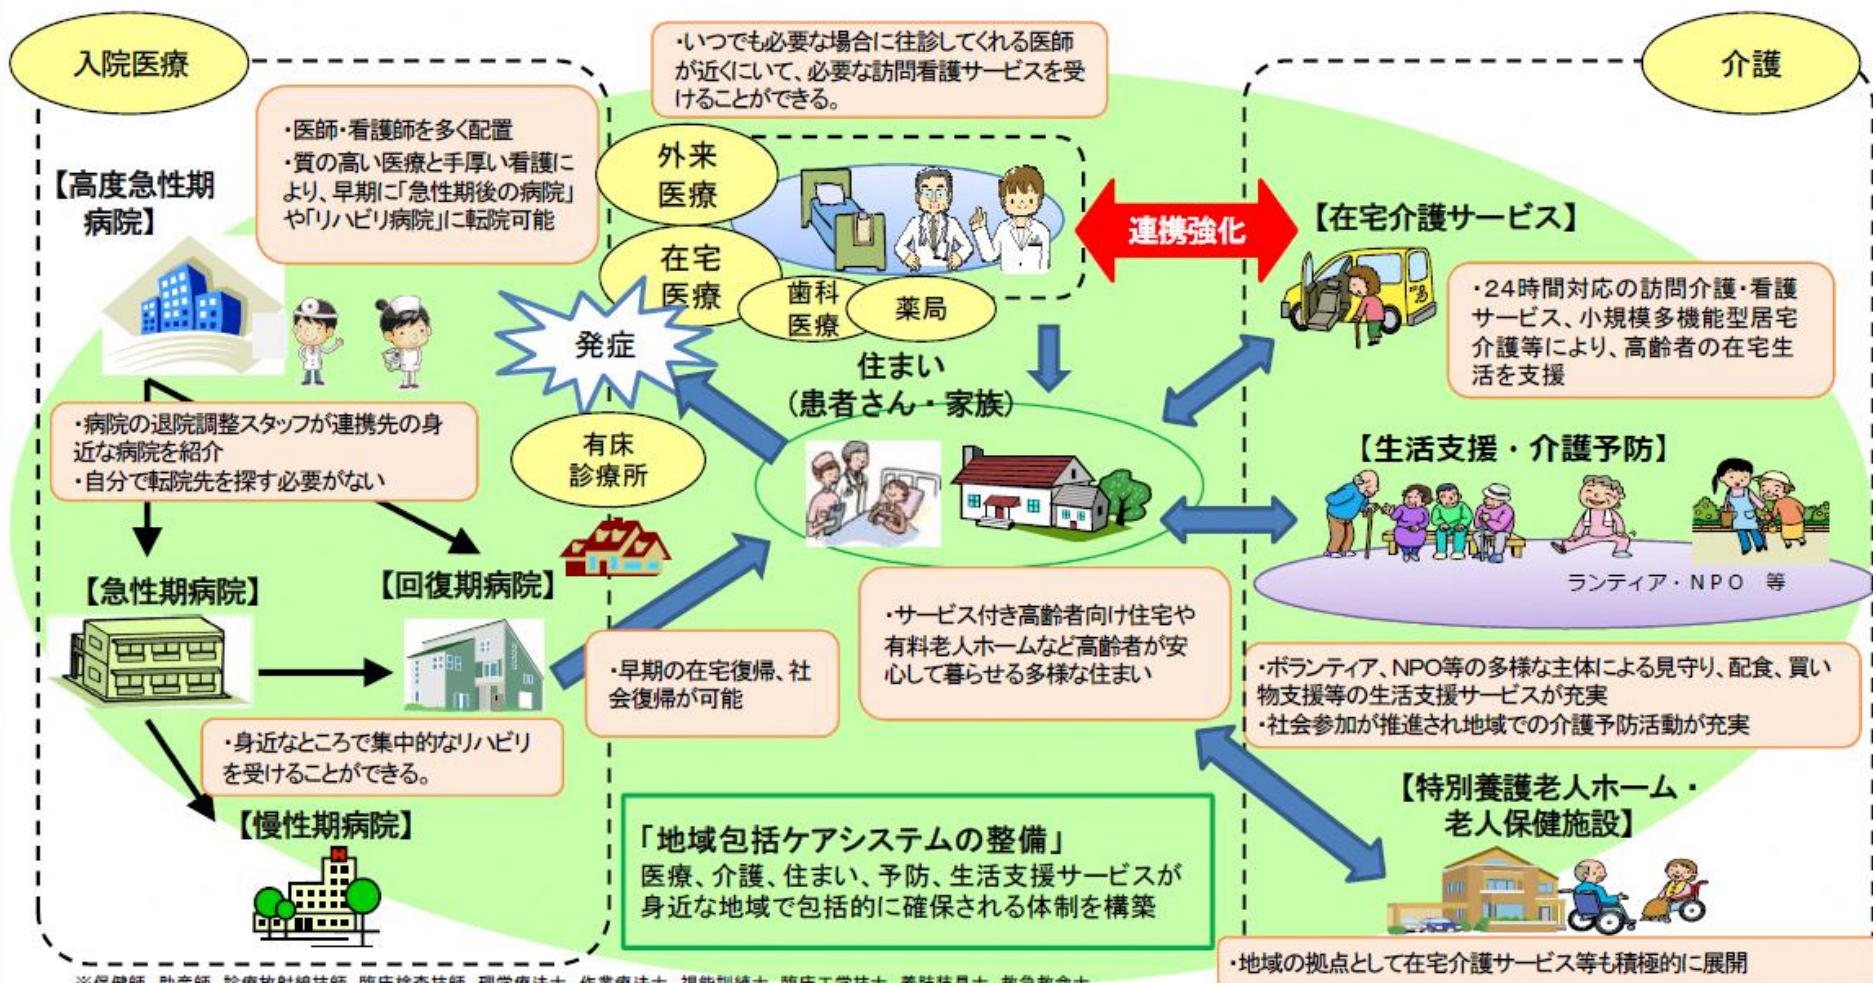 入院医療
・いつでも必要な場合に往診してくれる医師
が近くにいて、必要な訪問看護サービスを受
けることができる。
介護
・医師・看護師を多く配置
・質の高い医療と手厚い看護によ
り、早期に「急性期後の病院」
や「リハビリ病院」に転院可能
【高度急性期
病院】
外来
医療
在宅
医療
歯科
医療
薬局
連携強化
【在宅介護サービス】
・24時間対応の訪問介護・看護
サービス、小規模多機能型居宅
介護等により、高齢者の在宅生
活を支援
発症
住まい
(患者さん・家族)
・病院の退院調整スタッフが連携先の身
近な病院を紹介
・自分で転院先を探す必要がない
有床
診療所
【生活支援・介護予防】
ランティア・NPO 等
【急性期病院】
【回復期病院】
・早期の在宅復帰、社
会復帰が可能
・サービス付き高齢者向け住宅や
有料老人ホームなど高齢者が安
心して暮らせる多様な住まい
・ボランティア、NPO等の多様な主体による見守り、配食、買い
物支援等の生活支援サービスが充実
・社会参加が推進され地域での介護予防活動が充実
・身近なところで集中的なリハビリ
を受けることができる。
【慢性期病院】
H
「地域包括ケアシステムの整備」
医療、介護、住まい、予防、生活支援サービスが
身近な地域で包括的に確保される体制を構築
【特別養護老人ホーム・
老人保健施設】
・地域の拠点として在宅介護サービス等も積極的に展開